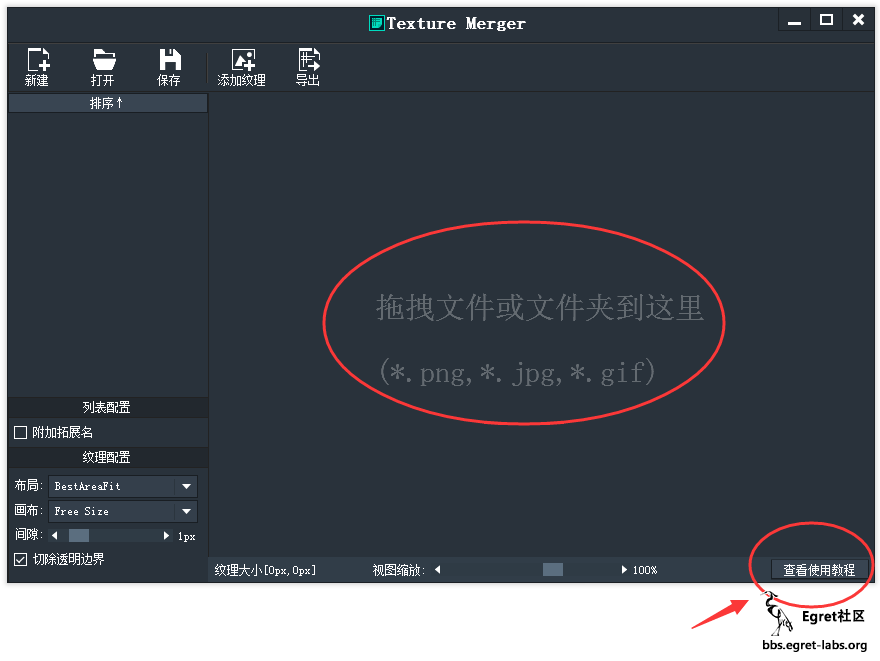 Texture Merger
新建 打开 保存 添加纹理 导出
排序↑
拖拽文件或文件夹到这里
(*.png,*.jpg,*.gif)
列表配置
附加拓展名
纹理配置
布局: BestAreaFit
画布: Free Size
间隙: 1px
切除透明边界
纹理大小[0px,0px] 视图缩放: 100% 查看使用教程
Egret社区
bbs.egret-labs.org